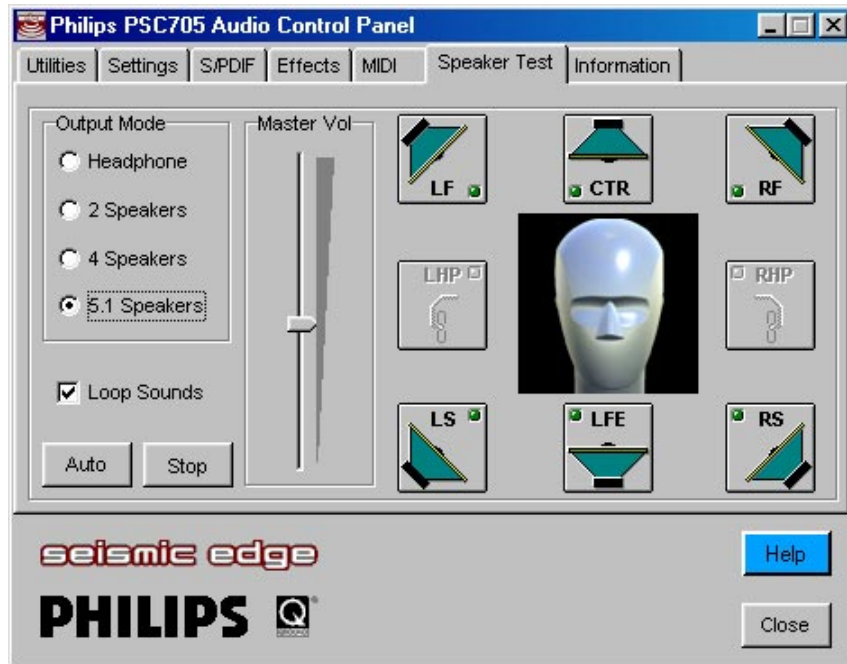 Philips PSC705 Audio Control Panel
Utilities Settings S/PDIF Effects MIDI Speaker Test Information
Output Mode
Headphone
2 Speakers
4 Speakers
5.1 Speakers
Loop Sounds
Auto Stop
Master Vol
LF CTR RF
LHP RHP
LS LFE RS
seismic edge
PHILIPS Q
Help
Close